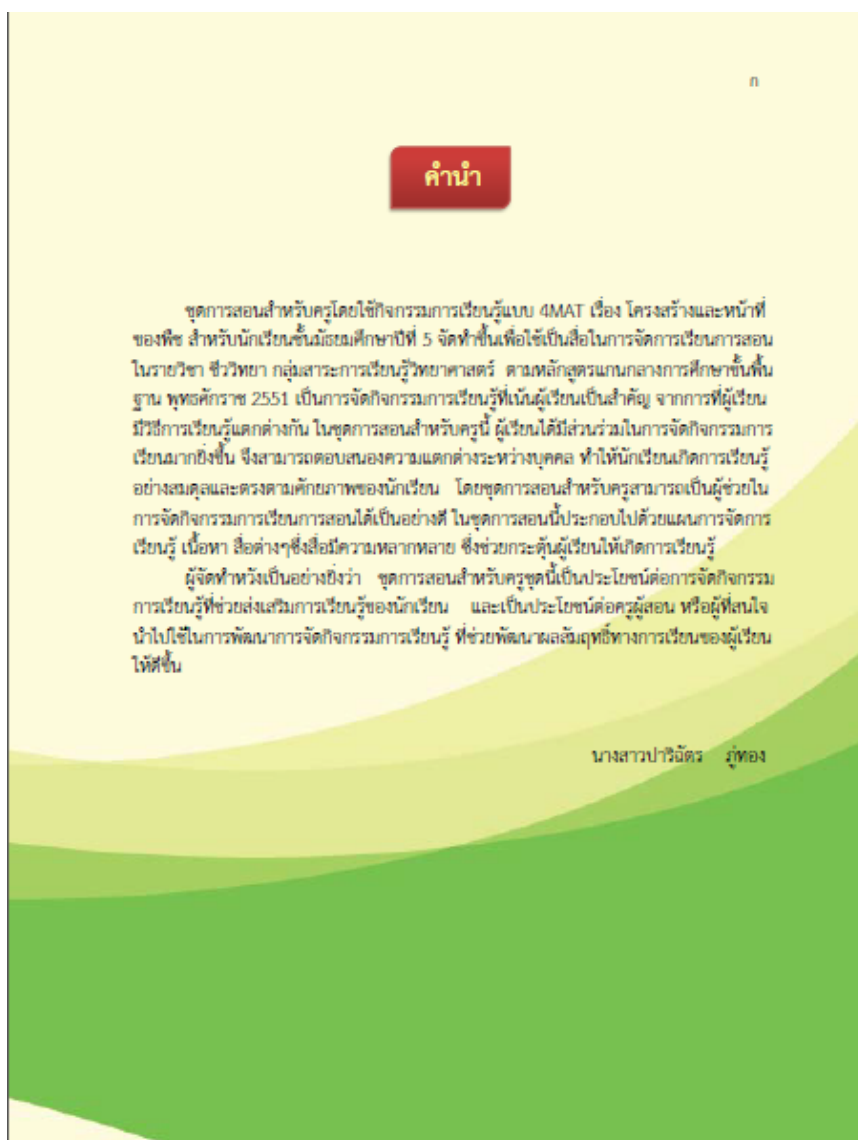 ก
คำนำ
ชุดการสอนสำหรับครูโดยใช้กิจกรรมการเรียนรู้แบบ 4MAT เรื่อง โครงสร้างและหน้าที่
ของพืช สำหรับนักเรียนชั้นมัธยมศึกษาปีที่ 5 จัดทำขึ้นเพื่อใช้เป็นสื่อในการจัดการเรียนการสอน
ในรายวิชา ชีววิทยา กลุ่มสาระการเรียนรู้วิทยาศาสตร์ ตามหลักสูตรแกนกลางการศึกษาขั้นพื้น
ฐาน พุทธศักราช 2551 เป็นการจัดกิจกรรมการเรียนรู้ที่เน้นผู้เรียนเป็นสำคัญ จากการที่ผู้เรียน
มีวิธีการเรียนรู้แตกต่างกัน ในชุดการสอนสำหรับครูนี้ ผู้เรียนได้มีส่วนร่วมในการจัดกิจกรรมการ
เรียนมากยิ่งขึ้น จึงสามารถตอบสนองความแตกต่างระหว่างบุคคล ทำให้นักเรียนเกิดการเรียนรู้
อย่างสมดุลและตรงตามศักยภาพของนักเรียน โดยชุดการสอนสำหรับครูสามารถเป็นผู้ช่วยใน
การจัดกิจกรรมการเรียนการสอนได้เป็นอย่างดี ในชุดการสอนนี้ประกอบไปด้วยแผนการจัดการ
เรียนรู้ เนื้อหา สื่อต่างๆซึ่งสื่อมีความหลากหลาย ซึ่งช่วยกระตุ้นผู้เรียนให้เกิดการเรียนรู้
ผู้จัดทำหวังเป็นอย่างยิ่งว่า ชุดการสอนสำหรับครูชุดนี้เป็นประโยชน์ต่อการจัดกิจกรรม
การเรียนรู้ที่ช่วยส่งเสริมการเรียนรู้ของนักเรียน และเป็นประโยชน์ต่อครูผู้สอน หรือผู้ที่สนใจ
นำไปใช้ในการพัฒนาการจัดกิจกรรมการเรียนรู้ ที่ช่วยพัฒนาผลสัมฤทธิ์ทางการเรียนของผู้เรียน
ให้ดีขึ้น
นางสาวปาริฉัตร ภู่ทอง